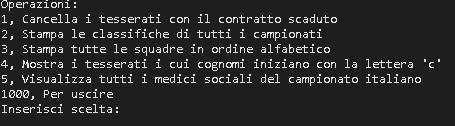 Operazioni:
1, Cancella i tesserati con il contratto scaduto
2, Stampa le classifiche di tutti i campionati
3, Stampa tutte le squadre in ordine alfabetico
4, Mostra i tesserati i cui cognomi iniziano con la lettera 'c'
5, Visualizza tutti i medici sociali del campionato italiano
1000, Per uscire
Inserisci scelta: